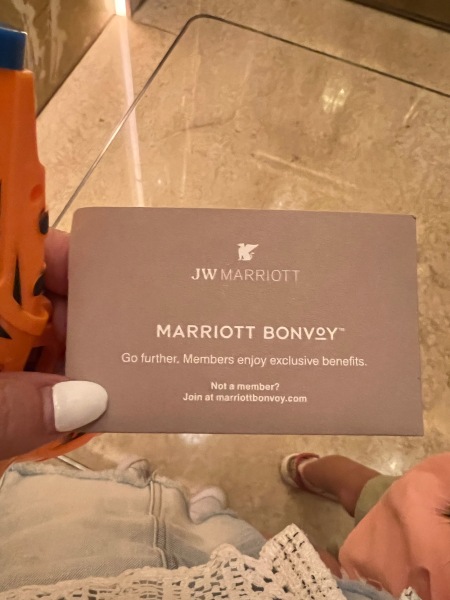 JW MARRIOTT
MARRIOTT BONVOY™
Go further. Members enjoy exclusive benefits.
Not a member?
Join at marriottbonvoy.com